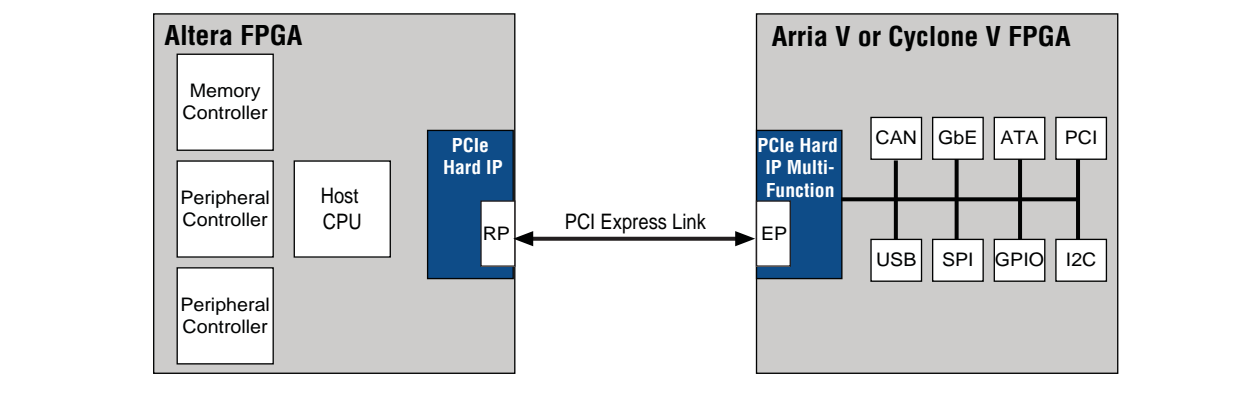 Altera FPGA
Memory
Controller
Peripheral
Controller
Peripheral
Controller
Host
CPU
PCIe
Hard IP
RP
PCI Express Link
Arria V or Cyclone V FPGA
PCIe Hard
IP Multi-
Function
EP
CAN GbE ATA PCI
USB SPI GPIO I2C